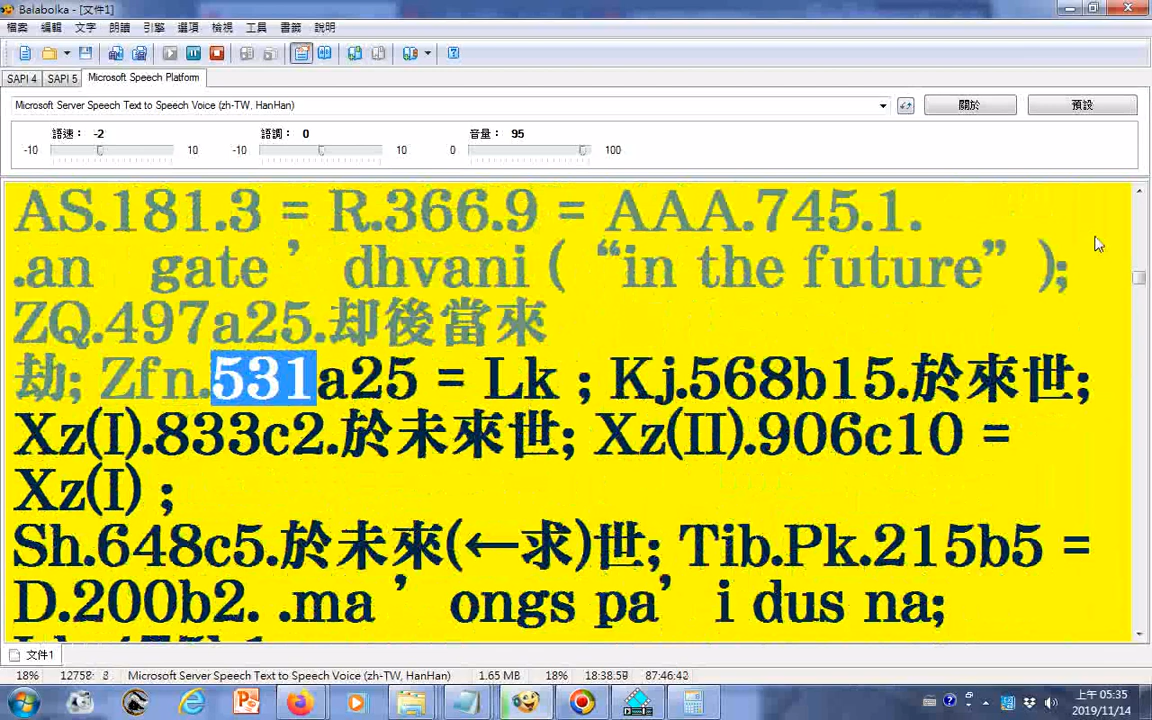 Balabolka - [文件1]
檔案 編輯 文字 朗讀 引擎 選項 檢視 工具 書籤 說明
SAPI 4 SAPI 5 Microsoft Speech Platform
Microsoft Server Speech Text to Speech Voice (zh-TW, HanHan)
關於 預設
語速： -2 語調： 0 音量： 95
-10 10 -10 10 0 100
AS.181.3 = R.366.9 = AAA.745.1.
.an gate ’ dhvani (“in the future”);
ZQ.497a25.却後當來
劫; Zfn.531a25 = Lk ; Kj.568b15.於來世;
Xz(I).833c2.於未來世; Xz(II).906c10 =
Xz(I) ;
Sh.648c5.於未來(←求)世; Tib.Pk.215b5 =
D.200b2. .ma ’ ongs pa’ i dus na;
文件1
18% 12758: 8 Microsoft Server Speech Text to Speech Voice (zh-TW, HanHan) 1.65 MB 18% 18:38.59 87:46:42
上午 05:35
2019/11/14